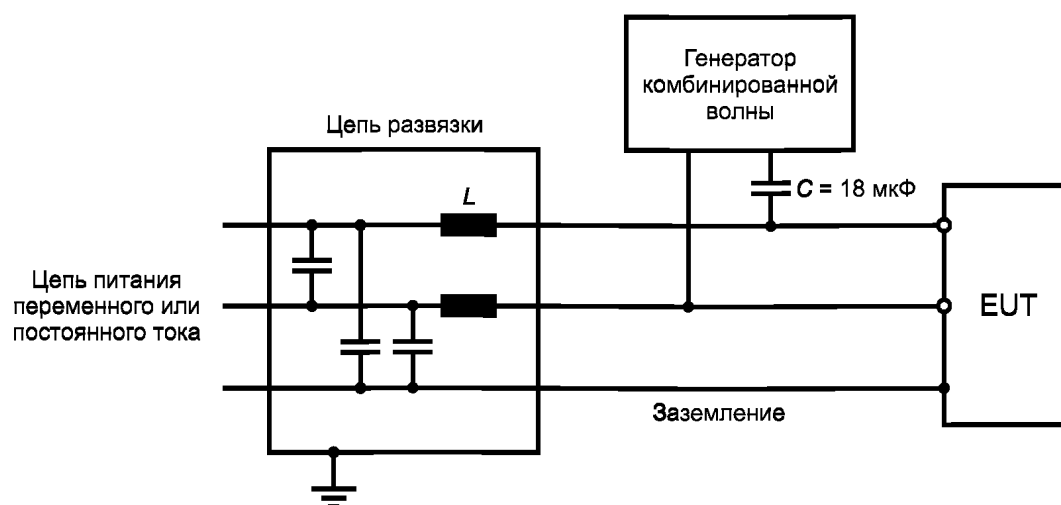 Генератор
комбинированной
волны
Цепь развязки
C = 18 мкФ
L
Цепь питания
переменного или
постоянного тока
EUT
Заземление